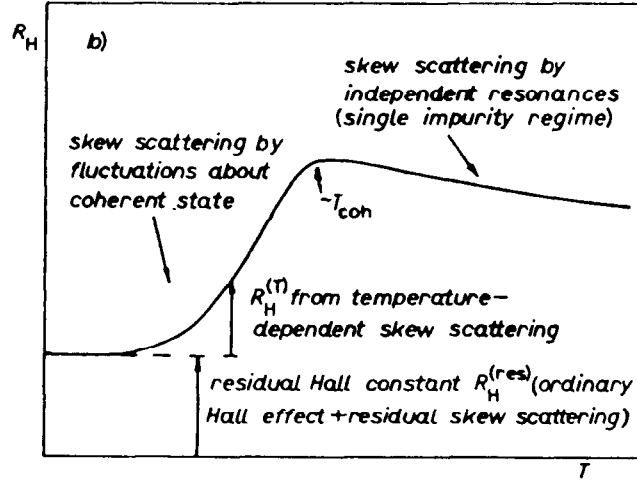 R_H
b)
skew scattering by
independent resonances
(single impurity regime)
skew scattering by
fluctuations about
coherent state
~T_coh
R_H^(T) from temperature-
dependent skew scattering
residual Hall constant R_H^(res) (ordinary
Hall effect + residual skew scattering)
T